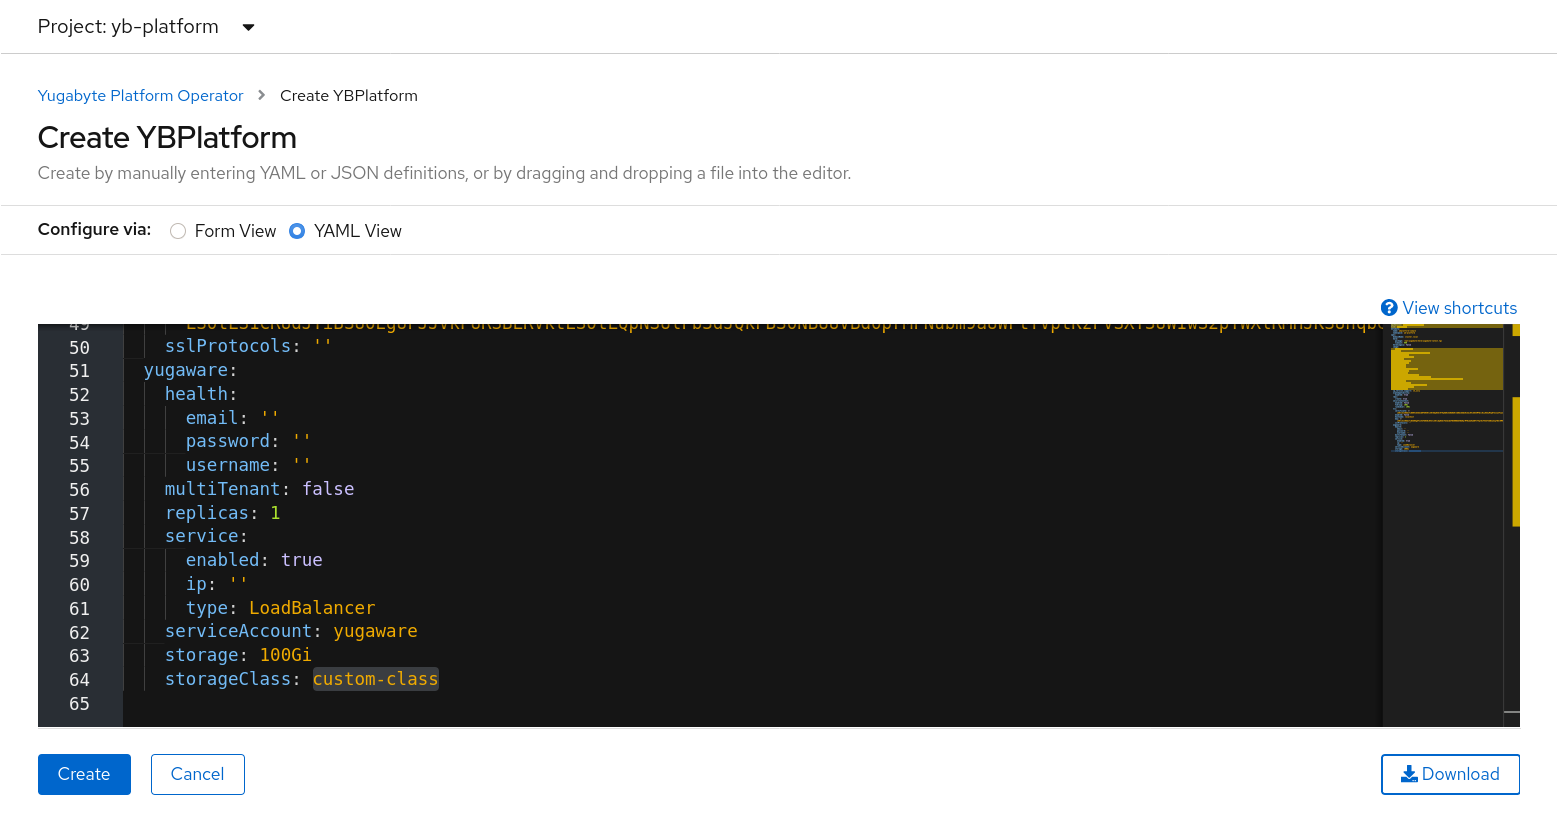 Project: yb-platform
Yugabyte Platform Operator > Create YBPlatform
Create YBPlatform
Create by manually entering YAML or JSON definitions, or by dragging and dropping a file into the editor.
Configure via: Form View YAML View
View shortcuts
49
50 sslProtocols: ''
51 yugaware:
52 health:
53 email: ''
54 password: ''
55 username: ''
56 multiTenant: false
57 replicas: 1
58 service:
59 enabled: true
60 ip: ''
61 type: LoadBalancer
62 serviceAccount: yugaware
63 storage: 100Gi
64 storageClass: custom-class
65
Create Cancel Download